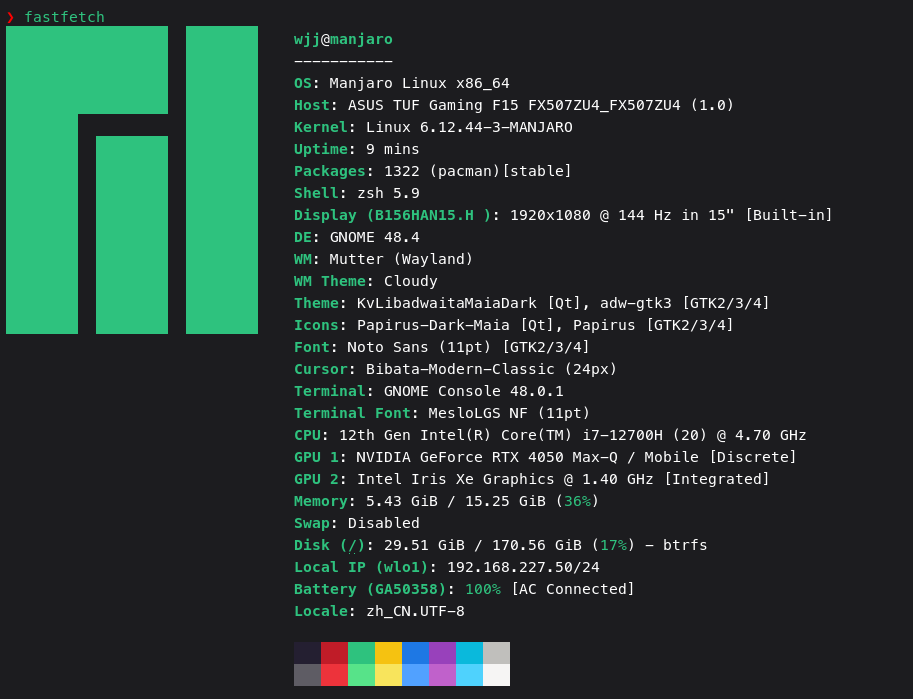 ❯ fastfetch
wjj@manjaro
-----------
OS: Manjaro Linux x86_64
Host: ASUS TUF Gaming F15 FX507ZU4_FX507ZU4 (1.0)
Kernel: Linux 6.12.44-3-MANJARO
Uptime: 9 mins
Packages: 1322 (pacman)[stable]
Shell: zsh 5.9
Display (B156HAN15.H ): 1920x1080 @ 144 Hz in 15" [Built-in]
DE: GNOME 48.4
WM: Mutter (Wayland)
WM Theme: Cloudy
Theme: KvLibadwaitaMaiaDark [Qt], adw-gtk3 [GTK2/3/4]
Icons: Papirus-Dark-Maia [Qt], Papirus [GTK2/3/4]
Font: Noto Sans (11pt) [GTK2/3/4]
Cursor: Bibata-Modern-Classic (24px)
Terminal: GNOME Console 48.0.1
Terminal Font: MesloLGS NF (11pt)
CPU: 12th Gen Intel(R) Core(TM) i7-12700H (20) @ 4.70 GHz
GPU 1: NVIDIA GeForce RTX 4050 Max-Q / Mobile [Discrete]
GPU 2: Intel Iris Xe Graphics @ 1.40 GHz [Integrated]
Memory: 5.43 GiB / 15.25 GiB (36%)
Swap: Disabled
Disk (/): 29.51 GiB / 170.56 GiB (17%) - btrfs
Local IP (wlo1): 192.168.227.50/24
Battery (GA50358): 100% [AC Connected]
Locale: zh_CN.UTF-8